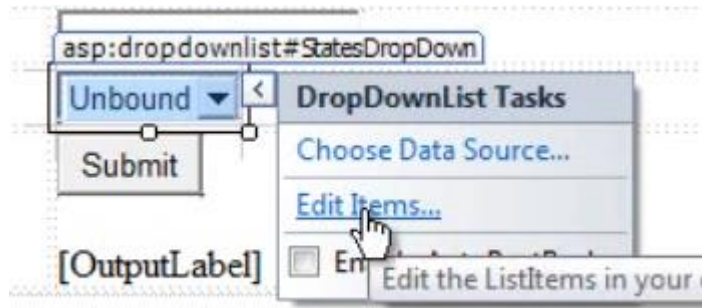 asp:dropdownlist#StatesDropDown
Unbound
DropDownList Tasks
Choose Data Source...
Submit
Edit Items...
[OutputLabel]
Edit the ListItems in your